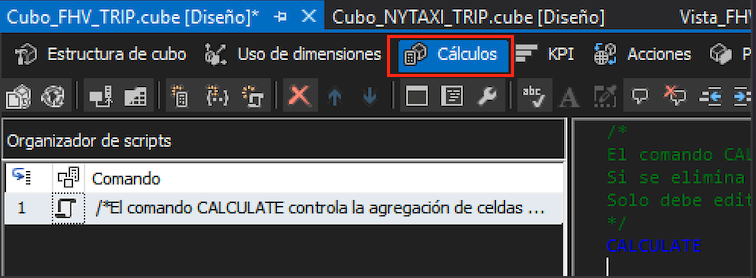 Cubo_FHV_TRIP.cube [Diseño]* Cubo_NYTAXI_TRIP.cube [Diseño] Vista_FH
Estructura de cubo Uso de dimensiones Cálculos KPI Acciones
abc
Organizador de scripts
Comando
1 /*El comando CALCULATE controla la agregación de celdas ...
/*
El comando CAL
Si se elimina
Solo debe edit
*/
CALCULATE